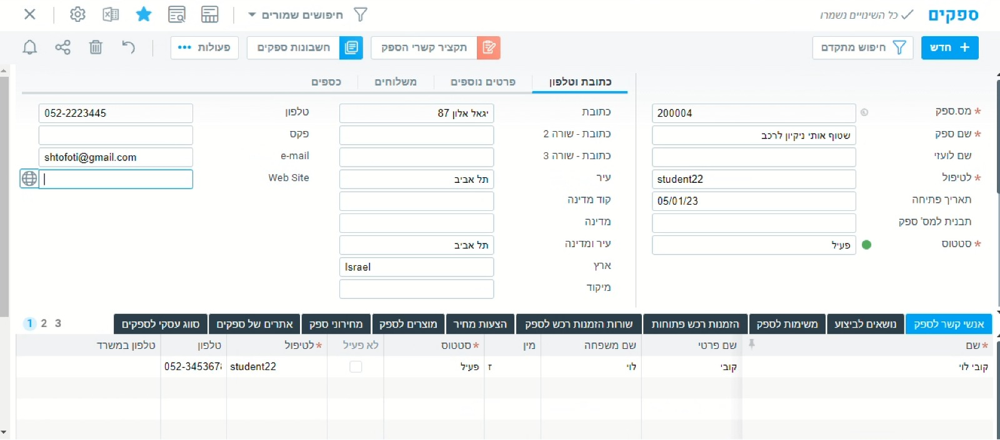 ספקים
כל השינויים נשמרו
חיפושים שמורים
+ חדש
חיפוש מתקדם
תקציר קשרי הספק
חשבונות ספקים
פעולות
כתובת וטלפון
פרטים נוספים
משלוחים
כספים
* מס.ספק 200004
* שם ספק שטוף אותי ניקיון לרכב
שם לועזי
* לטיפול student22
תאריך פתיחה 05/01/23
תבנית למס' ספק
* סטטוס פעיל
כתובת יגאל אלון 87
כתובת - שורה 2
כתובת - שורה 3
עיר תל אביב
קוד מדינה
מדינה
עיר ומדינה תל אביב
ארץ Israel
מיקוד
טלפון 052-2223445
פקס
e-mail shtofoti@gmail.com
Web Site
אנשי קשר לספק
נושאים לביצוע
משימות לספק
הזמנות רכש פתוחות
שורות הזמנות רכש לספק
הצעות מחיר
מוצרים לספק
מחירוני ספק
אתרים של ספקים
סווג עסקי לספקים
1 2 3
* שם שם פרטי שם משפחה מין * סטטוס לא פעיל * לטיפול טלפון טלפון במשרד
קובי לוי קובי לוי ז פעיל student22 052-345367